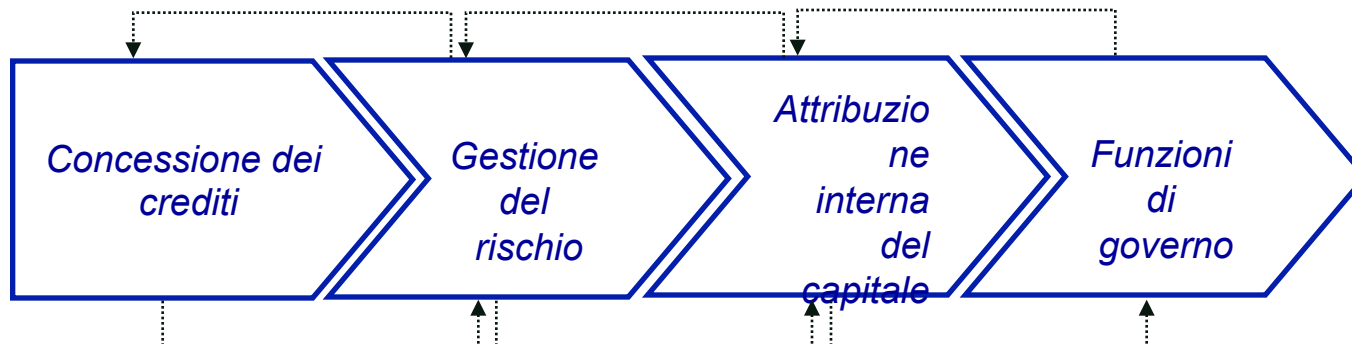 Concessione dei
crediti
Gestione
del
rischio
Attribuzio
ne
interna
del
capitale
Funzioni
di
governo